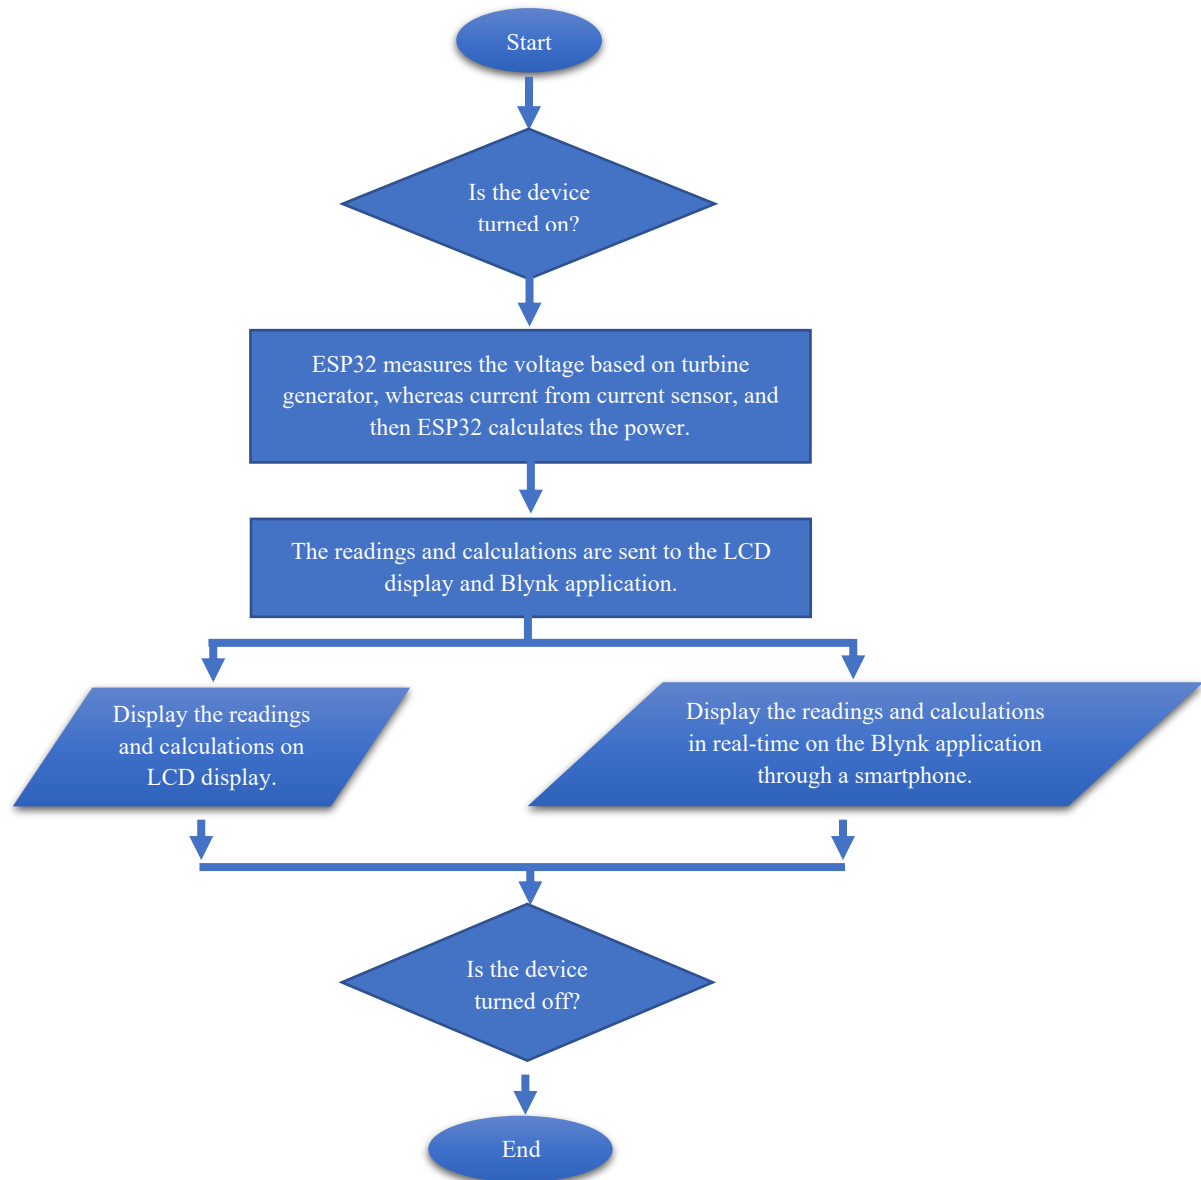 Start
Is the device
turned on?
ESP32 measures the voltage based on turbine
generator, whereas current from current sensor, and
then ESP32 calculates the power.
The readings and calculations are sent to the LCD
display and Blynk application.
Display the readings
and calculations on
LCD display.
Display the readings and calculations
in real-time on the Blynk application
through a smartphone.
Is the device
turned off?
End